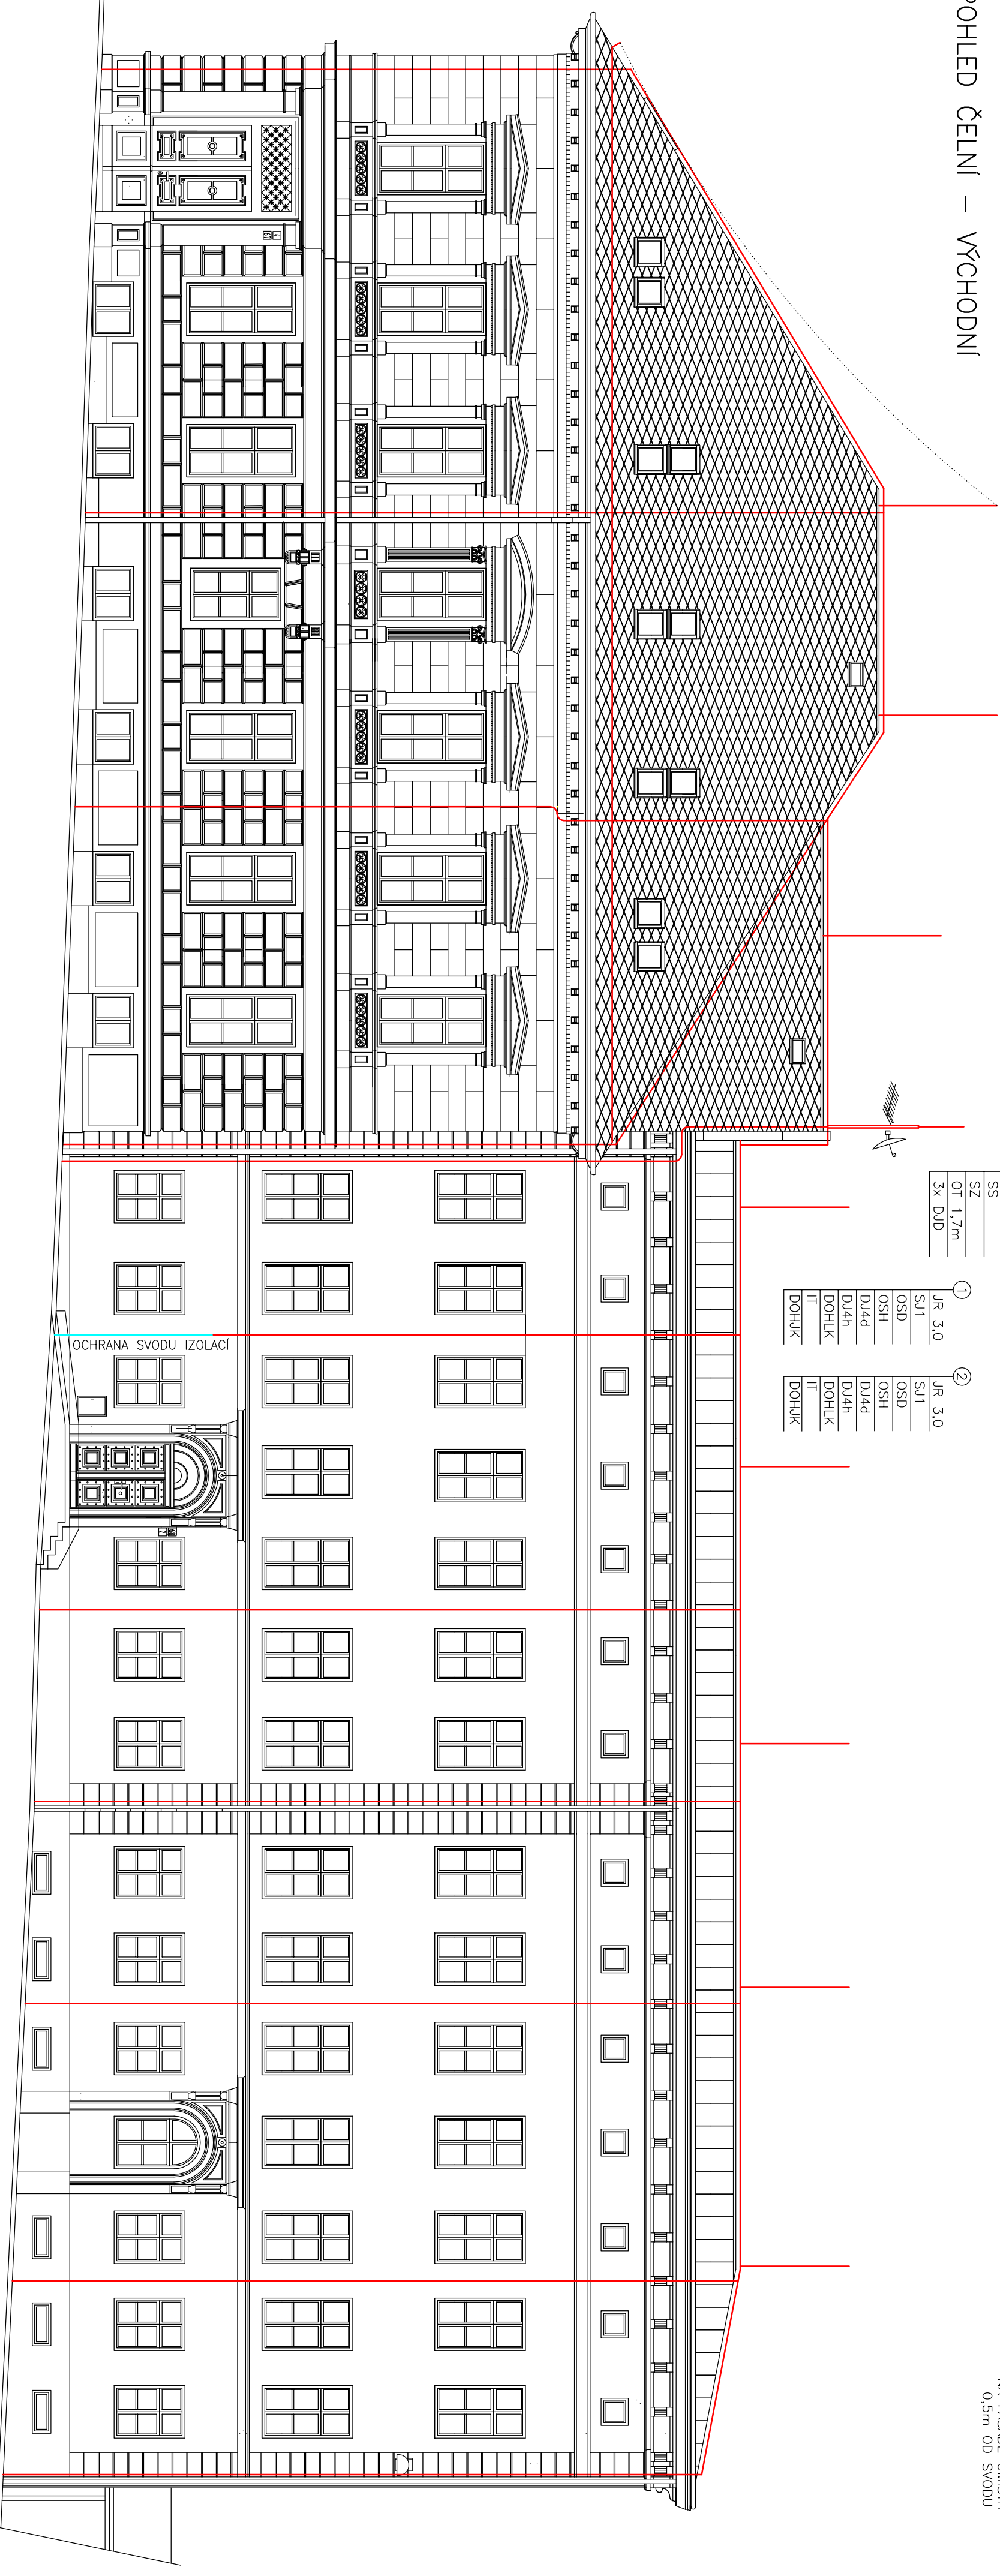 POHLED ČELNÍ – VÝCHODNÍ
SS
SZ
OT 1,7m
3x DJD
1
JR 3,0
SJ1
OSD
OSH
DJ4d
DJ4h
DOHLK
IT
DOHJK
2
JR 3,0
SJ1
OSD
OSH
DJ4d
DJ4h
DOHLK
IT
DOHJK
OCHRANA SVODU IZOLACÍ
0,5m OD SVODU